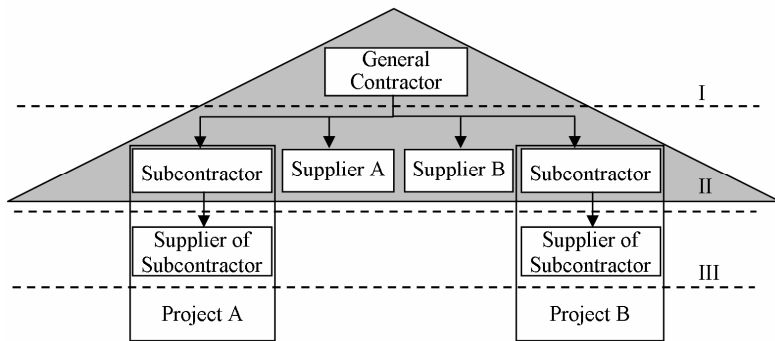 General
Contractor
I
Subcontractor
Supplier A
Supplier B
Subcontractor
II
Supplier of
Subcontractor
Supplier of
Subcontractor
III
Project A
Project B